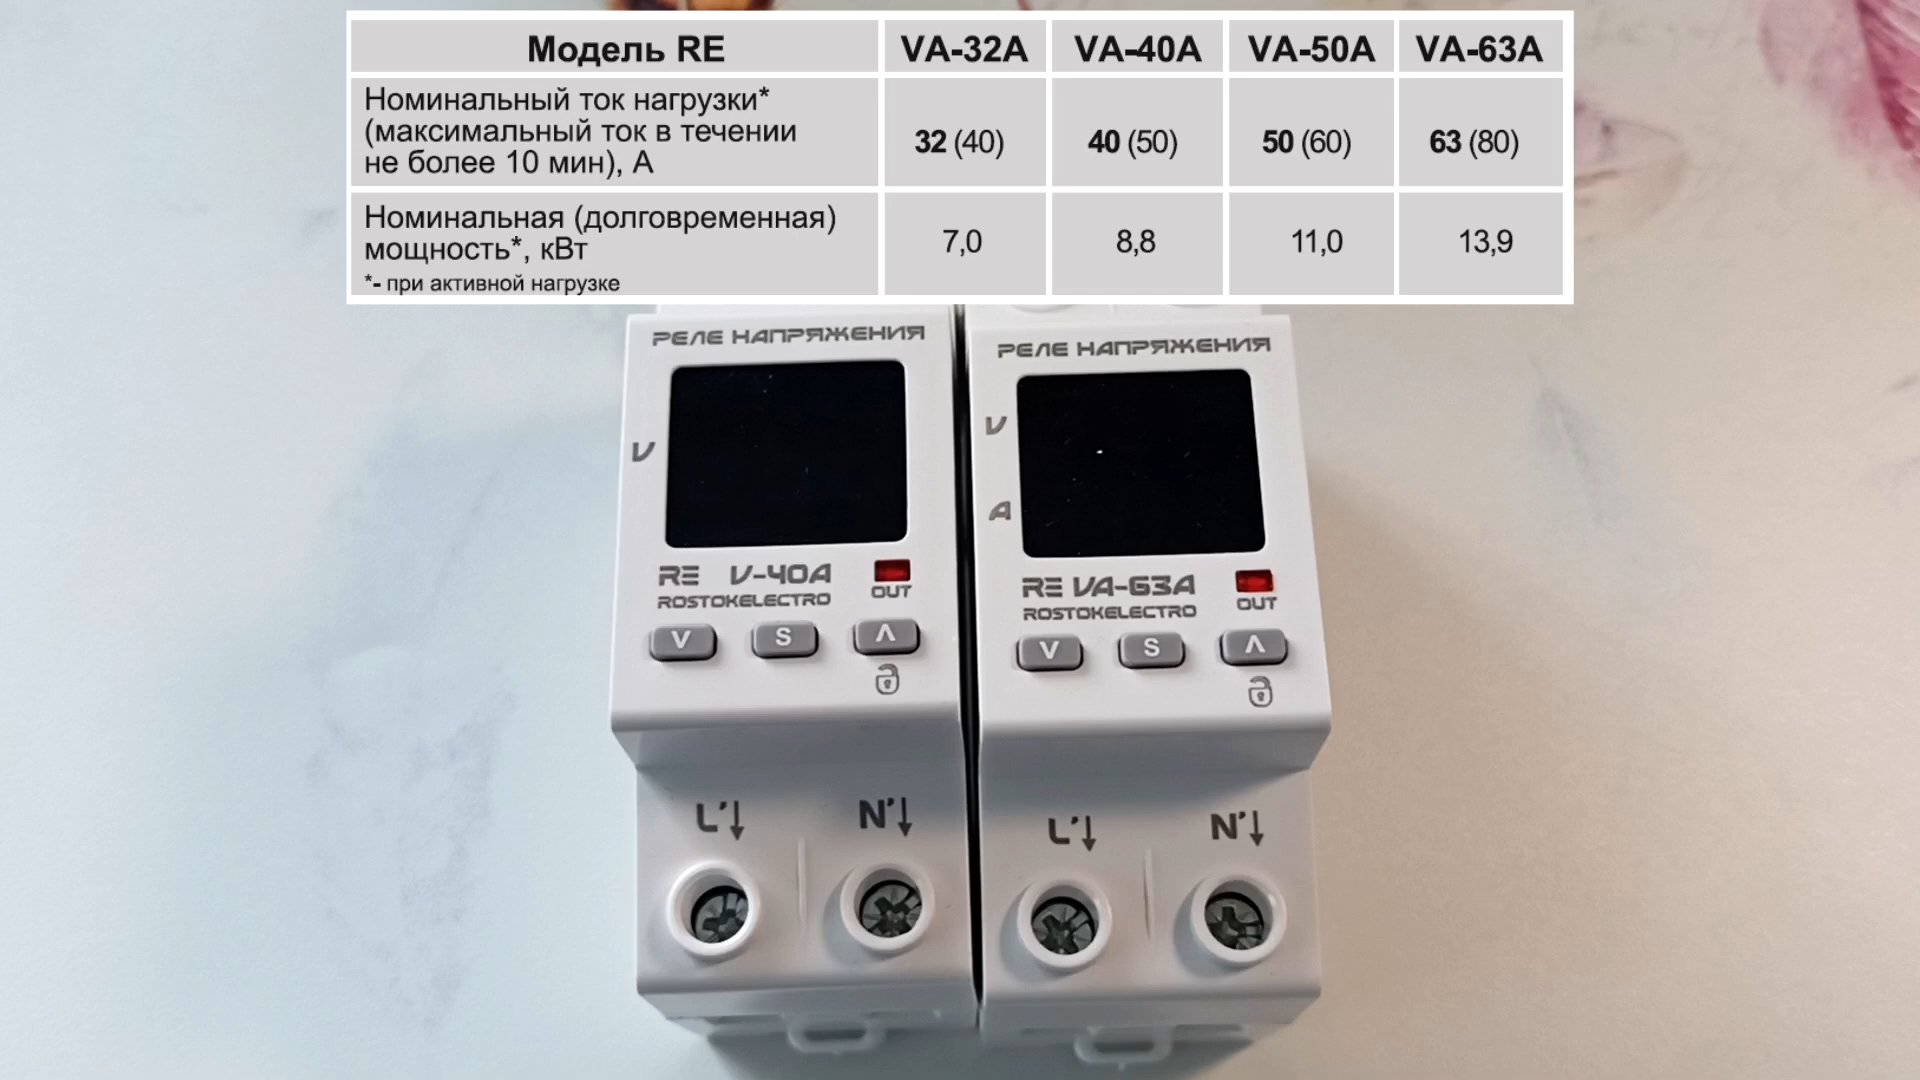 Модель RE VA-32A VA-40A VA-50A VA-63A
Номинальный ток нагрузки*
(максимальный ток в течении
не более 10 мин), А
32 (40) 40 (50) 50 (60) 63 (80)
Номинальная (долговременная)
мощность*, кВт
7,0 8,8 11,0 13,9
*- при активной нагрузке
РЕЛЕ НАПРЯЖЕНИЯ
V
RE V-40A
ROSTOKELECTRO
OUT
V S Λ
L'↓ N'↓
РЕЛЕ НАПРЯЖЕНИЯ
V
A
RE VA-63A
ROSTOKELECTRO
OUT
V S Λ
L'↓ N'↓